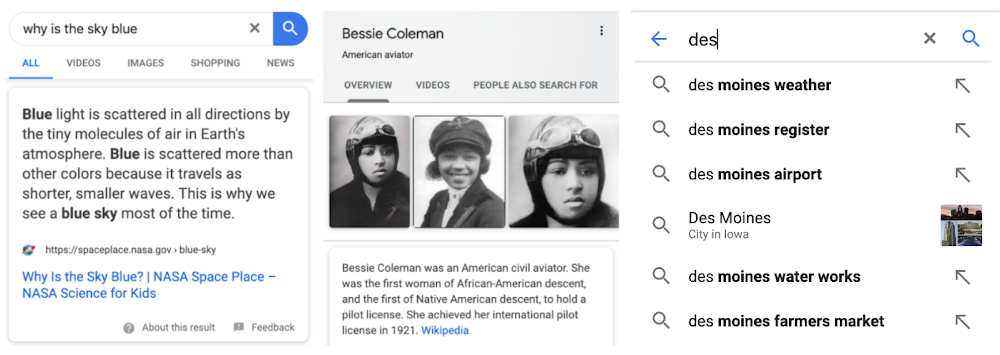 why is the sky blue
ALL VIDEOS IMAGES SHOPPING NEWS
Blue light is scattered in all directions by
the tiny molecules of air in Earth's
atmosphere. Blue is scattered more than
other colors because it travels as
shorter, smaller waves. This is why we
see a blue sky most of the time.
https://spaceplace.nasa.gov › blue-sky
Why Is the Sky Blue? | NASA Space Place –
NASA Science for Kids
About this result Feedback
Bessie Coleman
American aviator
OVERVIEW VIDEOS PEOPLE ALSO SEARCH FOR
Bessie Coleman was an American civil aviator. She
was the first woman of African-American descent,
and the first of Native American descent, to hold a
pilot license. She achieved her international pilot
license in 1921. Wikipedia
des
des moines weather
des moines register
des moines airport
Des Moines
City in Iowa
des moines water works
des moines farmers market